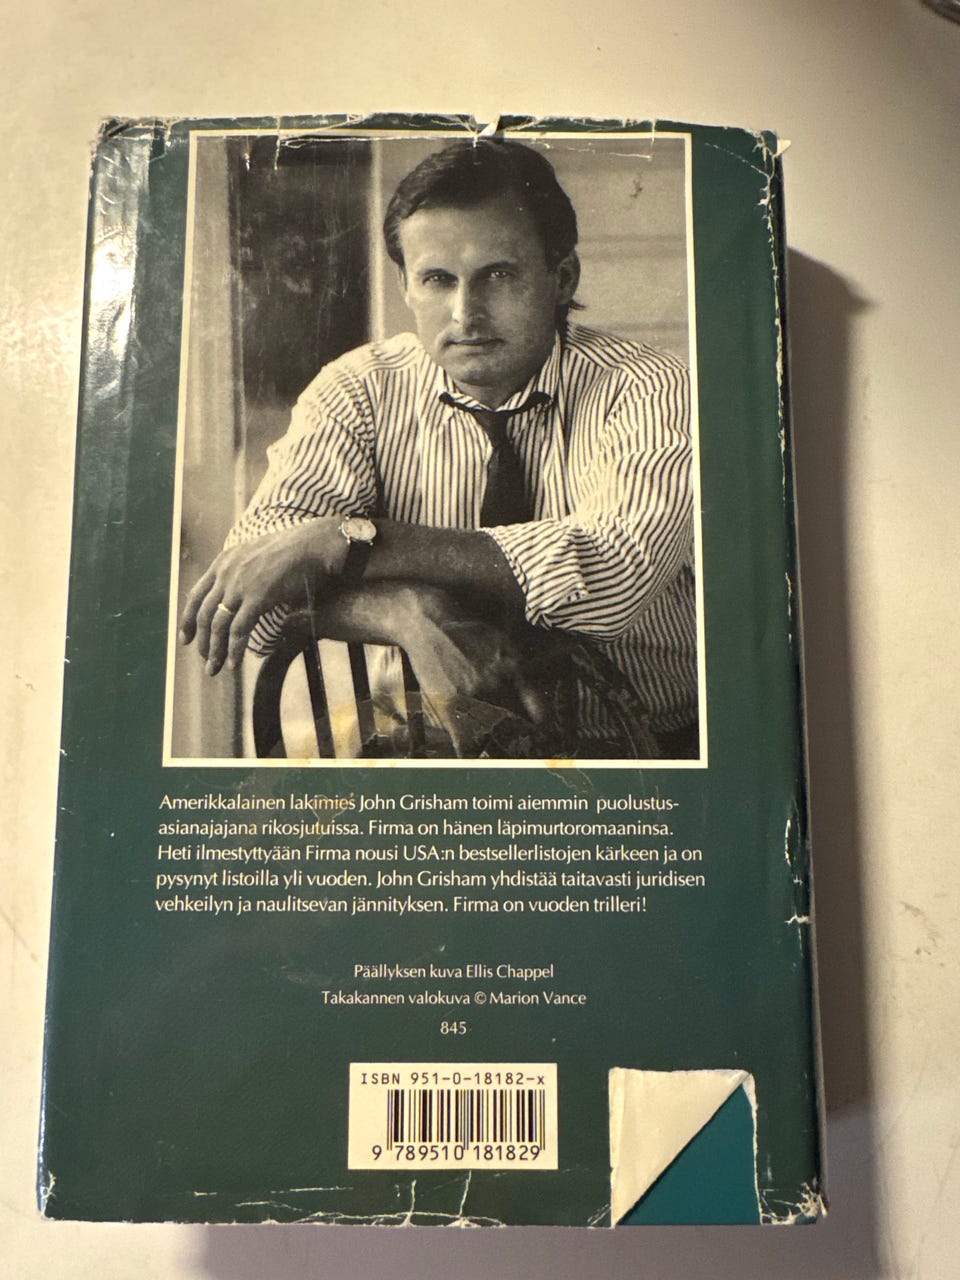 Amerikkalainen lakimies John Grisham toimi aiemmin puolustus-
asianajajana rikosjutuissa. Firma on hänen läpimurtoromaaninsa.
Heti ilmestyttyään Firma nousi USA:n bestsellerlistojen kärkeen ja on
pysynyt listoilla yli vuoden. John Grisham yhdistää taitavasti juridisen
vehkeilyn ja naulitsevan jännityksen. Firma on vuoden trilleri!
Päällyksen kuva Ellis Chappel
Takakannen valokuva © Marion Vance
845
ISBN 951-0-18182-x
9 789510 181829